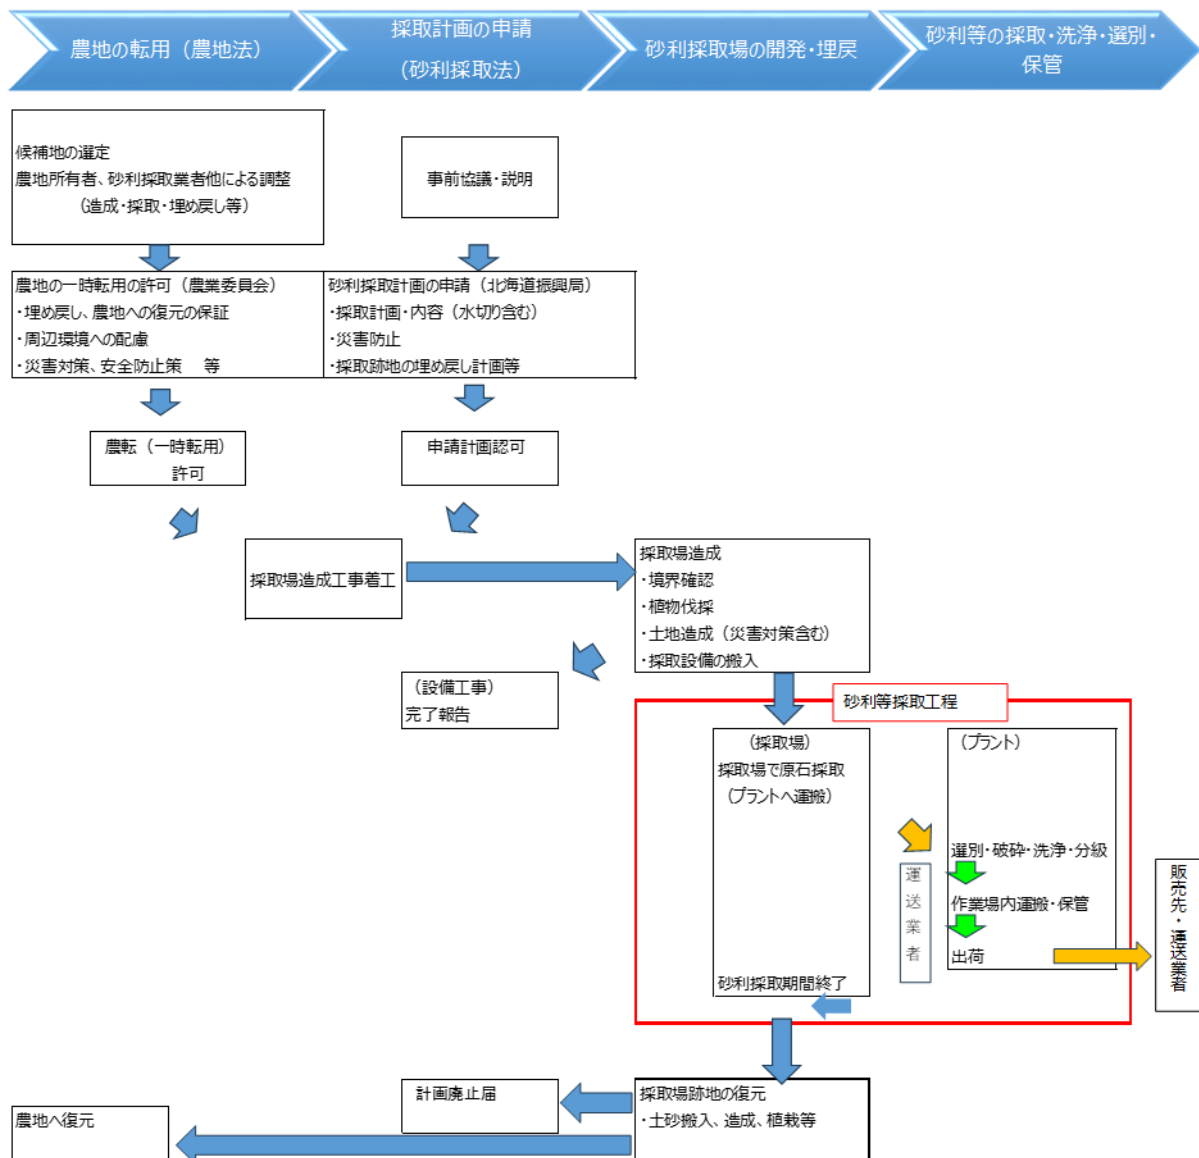 農地の転用（農地法）
採取計画の申請
（砂利採取法）
砂利採取場の開発・埋戻
砂利等の採取・洗浄・選別・
保管
候補地の選定
農地所有者、砂利採取業者他による調整
（造成・採取・埋め戻し等）
事前協議・説明
農地の一時転用の許可（農業委員会）
・埋め戻し、農地への復元の保証
・周辺環境への配慮
・災害対策、安全防止策　等
砂利採取計画の申請（北海道振興局）
・採取計画・内容（水切り含む）
・災害防止
・採取跡地の埋め戻し計画等
農転（一時転用）
許可
申請計画認可
採取場造成工事着工
採取場造成
・境界確認
・植物伐採
・土地造成（災害対策含む）
・採取設備の搬入
（設備工事）
完了報告
砂利等採取工程
（採取場）
採取場で原石採取
（プラントへ運搬）
砂利採取期間終了
運送業者
（プラント）
選別・破砕・洗浄・分級
作業場内運搬・保管
出荷
販売先・運送業者
計画廃止届
採取場跡地の復元
・土砂搬入、造成、植栽等
農地へ復元